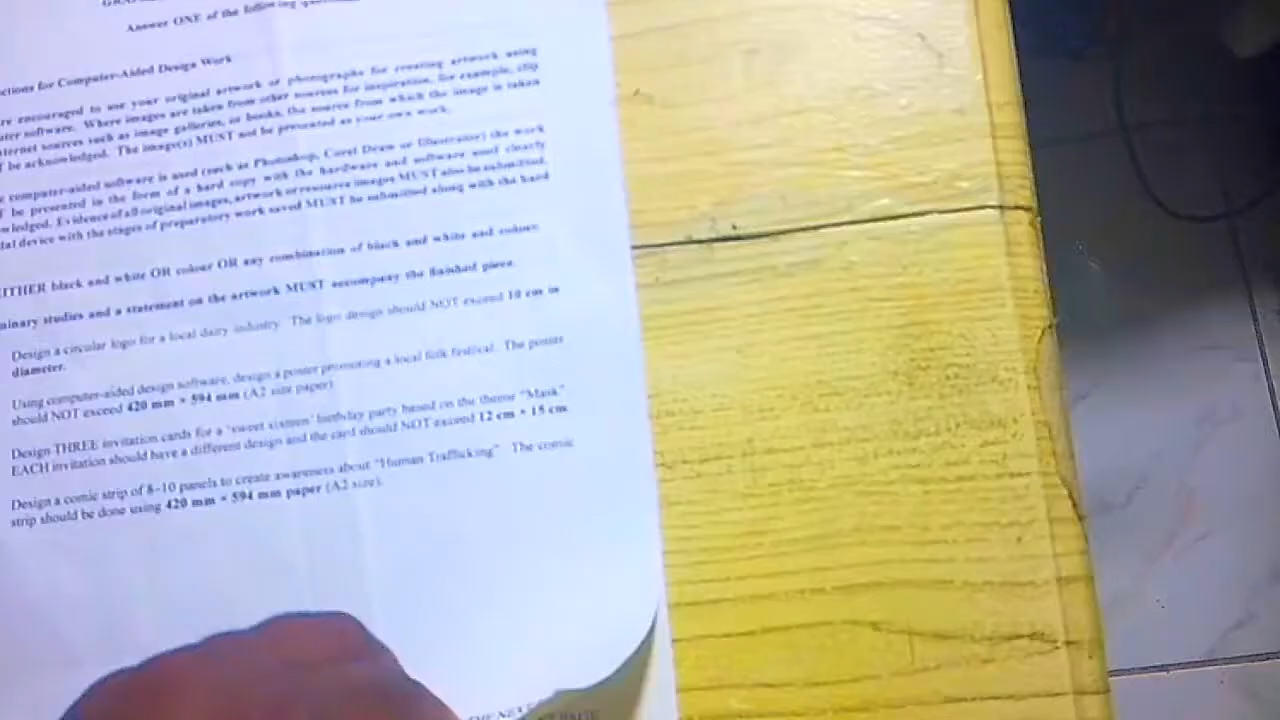 Answer ONE of the following
ctions for Computer-Aided Design Work
re encouraged to use your original artwork or photographs for creating artwork using
ter software. Where images are taken from other sources for inspiration, for example, clip
ternet sources such as image galleries, or books, the source from which the image is taken
T be acknowledged. The image(s) MUST not be presented as your own work.
computer-aided software is used (such as Photoshop, Corel Draw or Illustrator) the work
T be presented in the form of a hard copy with the hardware and software used clearly
wledged. Evidence of all original images, artwork or resource images MUST also be submitted.
tal device with the stages of preparatory work saved MUST be submitted along with the hard
ITHER black and white OR colour OR any combination of black and white and colour.
minary studies and a statement on the artwork MUST accompany the finished piece.
Design a circular logo for a local dairy industry. The logo design should NOT exceed 10 cm in
diameter.
Using computer-aided design software, design a poster promoting a local folk festival. The poster
should NOT exceed 420 mm × 594 mm (A2 size paper)
Design THREE invitation cards for a 'sweet sixteen' birthday party based on the theme "Mask"
EACH invitation should have a different design and the card should NOT exceed 12 cm × 15 cm
Design a comic strip of 8–10 panels to create awareness about "Human Trafficking" The comic
strip should be done using 420 mm × 594 mm paper (A2 size).